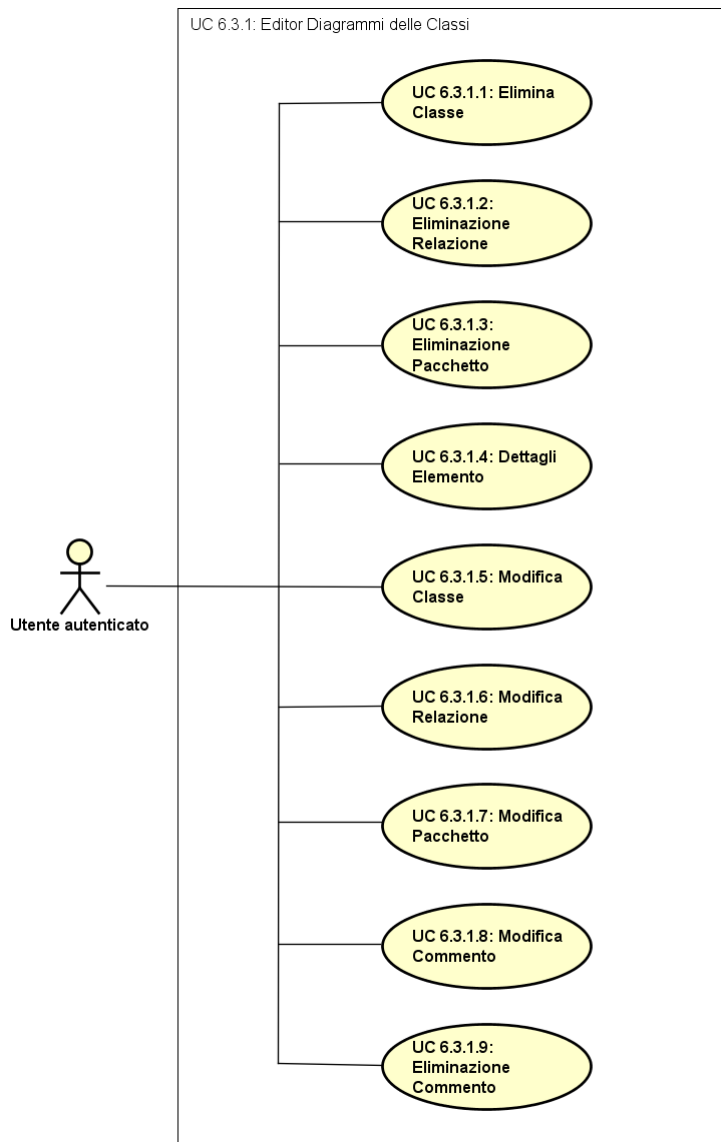 UC 6.3.1: Editor Diagrammi delle Classi
UC 6.3.1.1: Elimina
Classe
UC 6.3.1.2:
Eliminazione
Relazione
UC 6.3.1.3:
Eliminazione
Pacchetto
UC 6.3.1.4: Dettagli
Elemento
Utente autenticato
UC 6.3.1.5: Modifica
Classe
UC 6.3.1.6: Modifica
Relazione
UC 6.3.1.7: Modifica
Pacchetto
UC 6.3.1.8: Modifica
Commento
UC 6.3.1.9:
Eliminazione
Commento